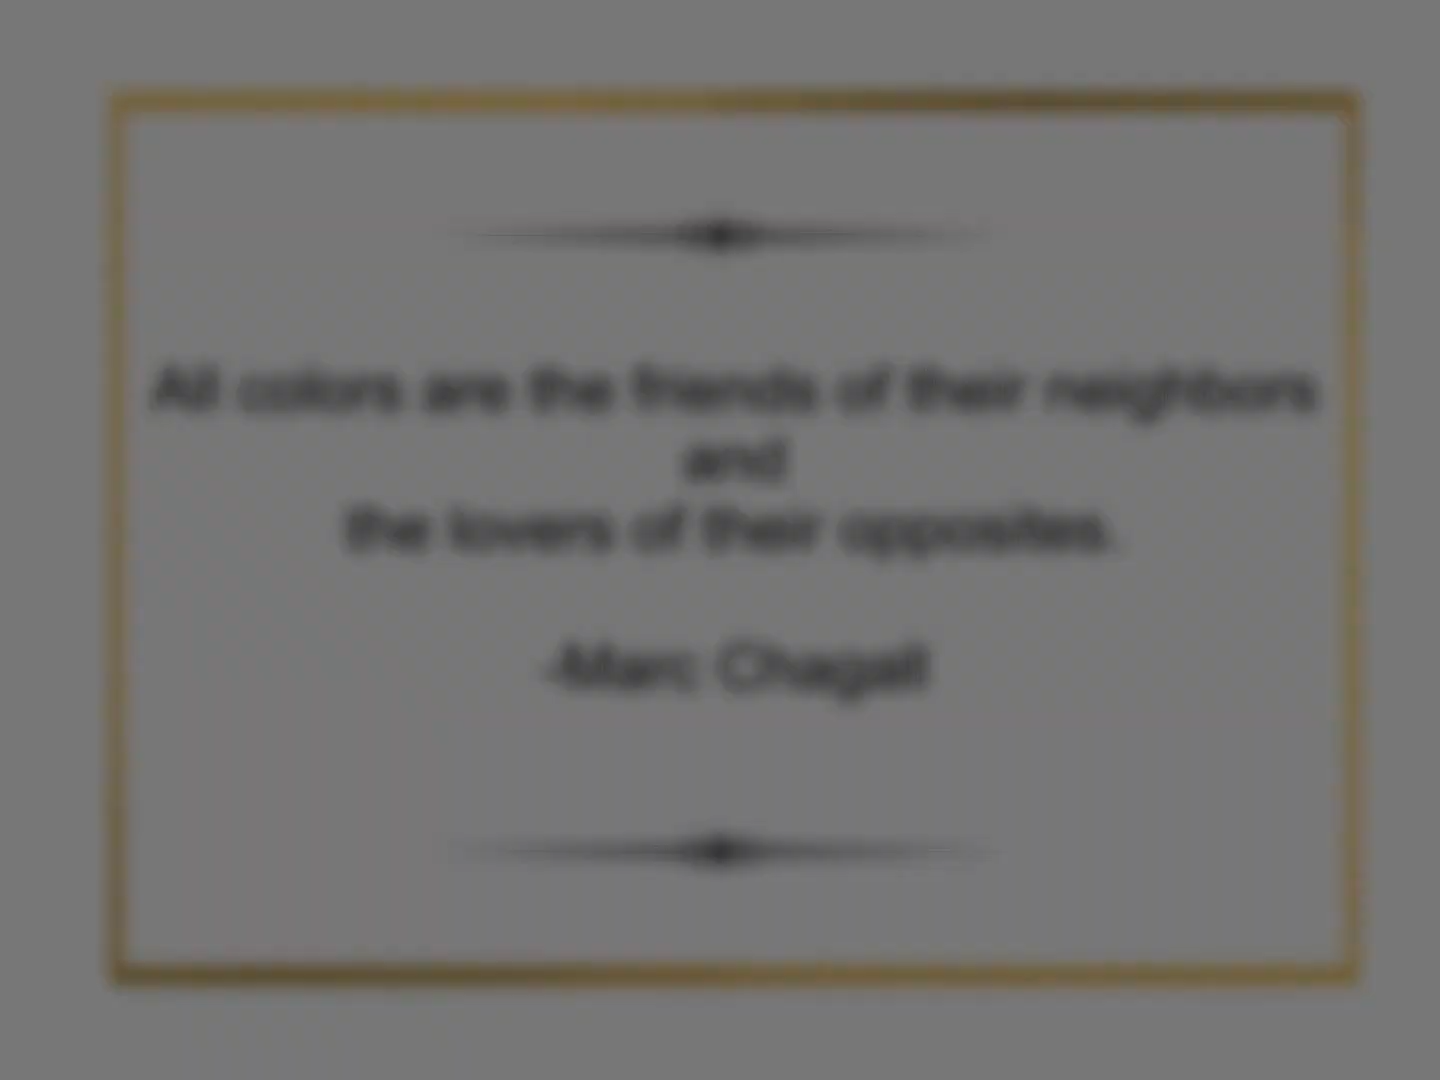 All colors are the friends of their neighbors
and
the lovers of their opposites.
-Marc Chagall